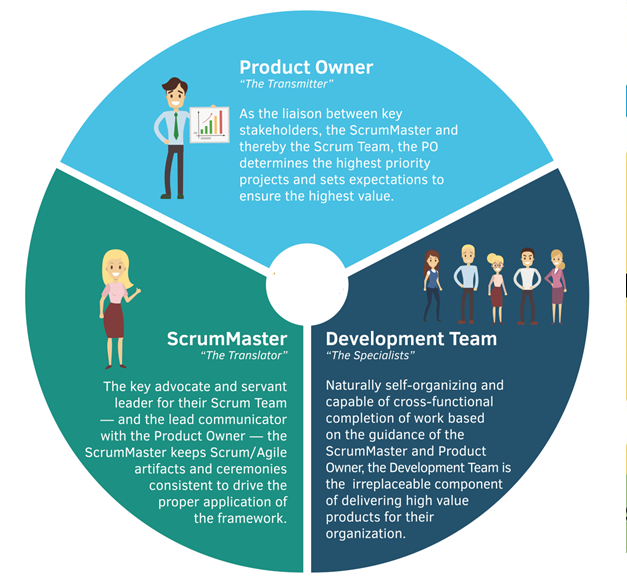 Product Owner
“The Transmitter”
As the liaison between key
stakeholders, the ScrumMaster and
thereby the Scrum Team, the PO
determines the highest priority
projects and sets expectations to
ensure the highest value.
ScrumMaster
“The Translator”
The key advocate and servant
leader for their Scrum Team
— and the lead communicator
with the Product Owner — the
ScrumMaster keeps Scrum/Agile
artifacts and ceremonies
consistent to drive the
proper application of
the framework.
Development Team
“The Specialists”
Naturally self-organizing and
capable of cross-functional
completion of work based
on the guidance of the
ScrumMaster and Product
Owner, the Development Team is
the  irreplaceable component
of delivering high value
products for their
organization.